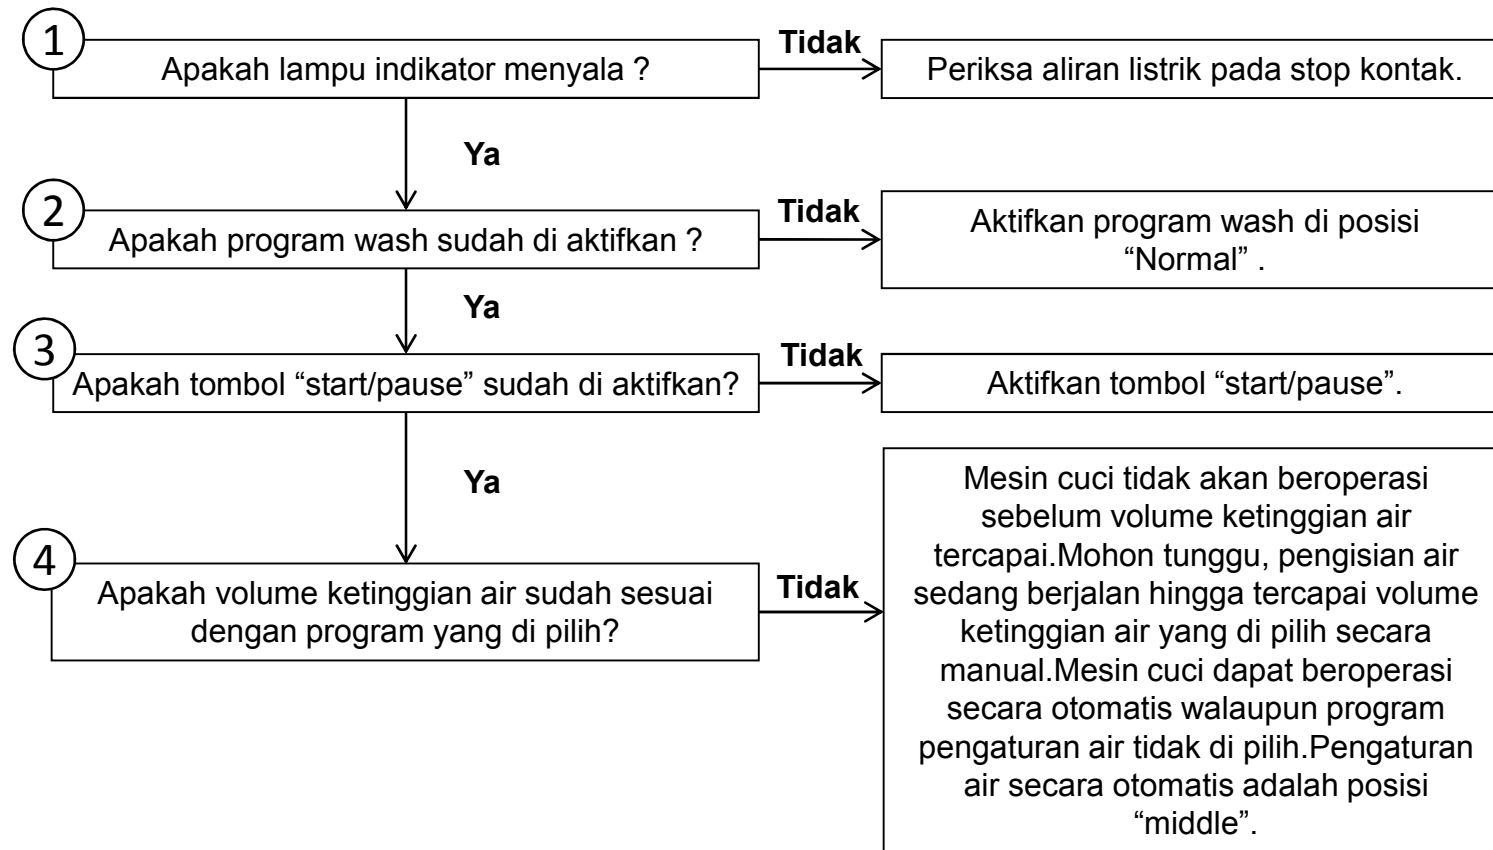 1
Apakah lampu indikator menyala ?
Tidak
Periksa aliran listrik pada stop kontak.
Ya
2
Apakah program wash sudah di aktifkan ?
Tidak
Aktifkan program wash di posisi
“Normal” .
Ya
3
Apakah tombol “start/pause” sudah di aktifkan?
Tidak
Aktifkan tombol “start/pause”.
Ya
4
Apakah volume ketinggian air sudah sesuai
dengan program yang di pilih?
Tidak
Mesin cuci tidak akan beroperasi
sebelum volume ketinggian air
tercapai.Mohon tunggu, pengisian air
sedang berjalan hingga tercapai volume
ketinggian air yang di pilih secara
manual.Mesin cuci dapat beroperasi
secara otomatis walaupun program
pengaturan air tidak di pilih.Pengaturan
air secara otomatis adalah posisi
“middle”.